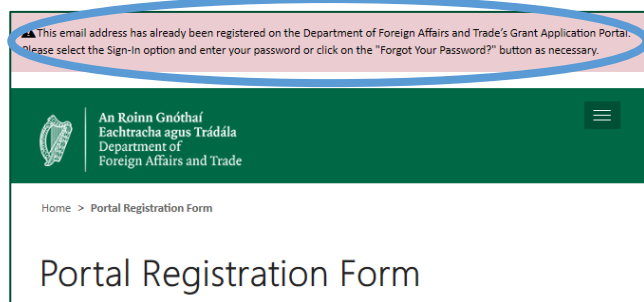 This email address has already been registered on the Department of Foreign Affairs and Trade's Grant Application Portal.
Please select the Sign-In option and enter your password or click on the "Forgot Your Password?" button as necessary.
An Roinn Gnóthaí
Eachtracha agus Trádála
Department of
Foreign Affairs and Trade
Home > Portal Registration Form
Portal Registration Form